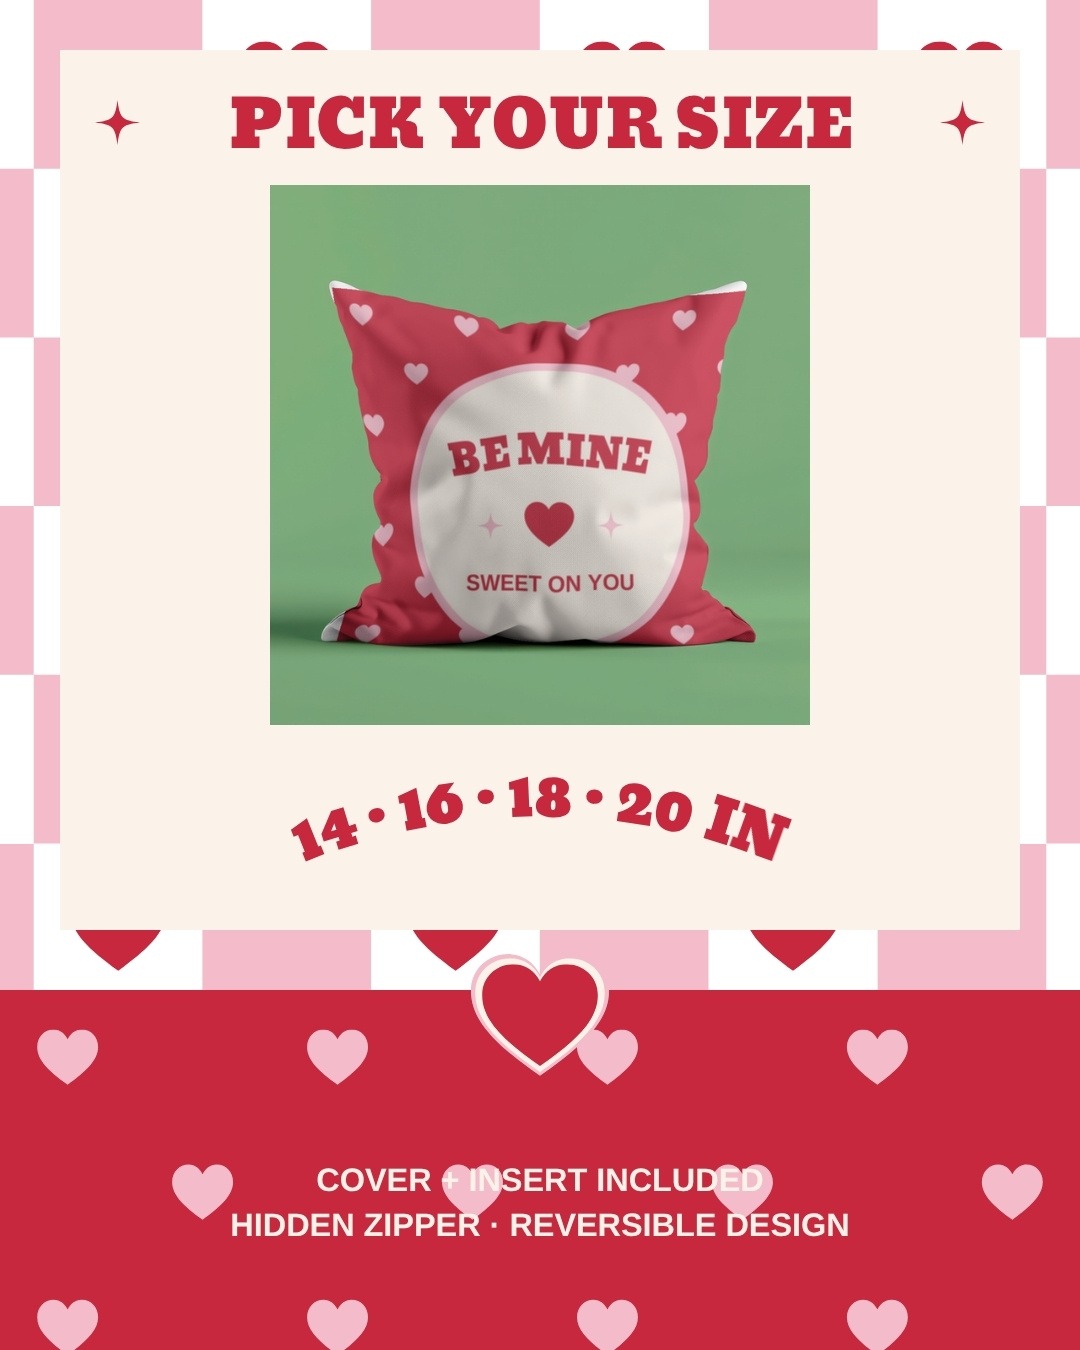 PICK YOUR SIZE
BE MINE
SWEET ON YOU
14 • 16 • 18 • 20 IN
COVER + INSERT INCLUDED
HIDDEN ZIPPER · REVERSIBLE DESIGN